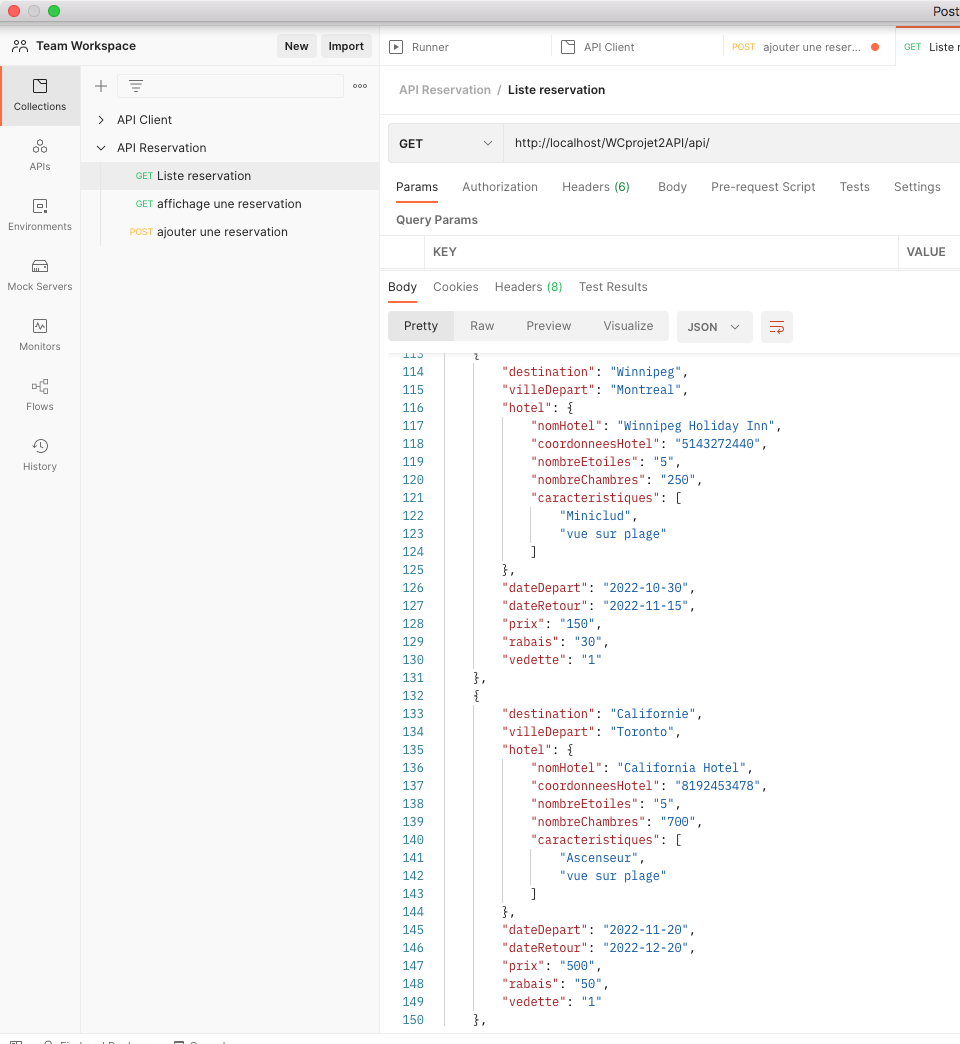 Post
Team Workspace
New
Import
Runner
API Client
POST ajouter une reser...
GET Liste r
Collections
APIs
Environments
Mock Servers
Monitors
Flows
History
API Client
API Reservation
GET Liste reservation
GET affichage une reservation
POST ajouter une reservation
API Reservation / Liste reservation
GET
http://localhost/WCprojet2API/api/
Params Authorization Headers (6) Body Pre-request Script Tests Settings
Query Params
KEY VALUE
Body Cookies Headers (8) Test Results
Pretty Raw Preview Visualize JSON
113 {
114 "destination": "Winnipeg",
115 "villeDepart": "Montreal",
116 "hotel": {
117 "nomHotel": "Winnipeg Holiday Inn",
118 "coordonneesHotel": "5143272440",
119 "nombreEtoiles": "5",
120 "nombreChambres": "250",
121 "caracteristiques": [
122 "Miniclud",
123 "vue sur plage"
124 ]
125 },
126 "dateDepart": "2022-10-30",
127 "dateRetour": "2022-11-15",
128 "prix": "150",
129 "rabais": "30",
130 "vedette": "1"
131 },
132 {
133 "destination": "Californie",
134 "villeDepart": "Toronto",
135 "hotel": {
136 "nomHotel": "California Hotel",
137 "coordonneesHotel": "8192453478",
138 "nombreEtoiles": "5",
139 "nombreChambres": "700",
140 "caracteristiques": [
141 "Ascenseur",
142 "vue sur plage"
143 ]
144 },
145 "dateDepart": "2022-11-20",
146 "dateRetour": "2022-12-20",
147 "prix": "500",
148 "rabais": "50",
149 "vedette": "1"
150 },